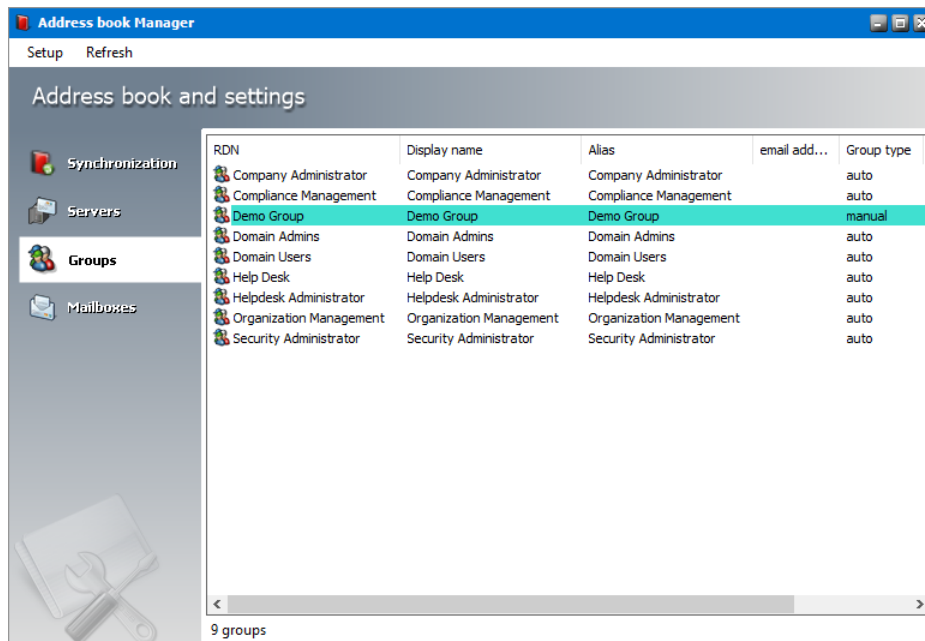 Address book Manager
Setup Refresh
Address book and settings
Synchronization
Servers
Groups
Mailboxes
RDN Display name Alias email add... Group type
Company Administrator Company Administrator Company Administrator auto
Compliance Management Compliance Management Compliance Management auto
Demo Group Demo Group Demo Group manual
Domain Admins Domain Admins Domain Admins auto
Domain Users Domain Users Domain Users auto
Help Desk Help Desk Help Desk auto
Helpdesk Administrator Helpdesk Administrator Helpdesk Administrator auto
Organization Management Organization Management Organization Management auto
Security Administrator Security Administrator Security Administrator auto
9 groups